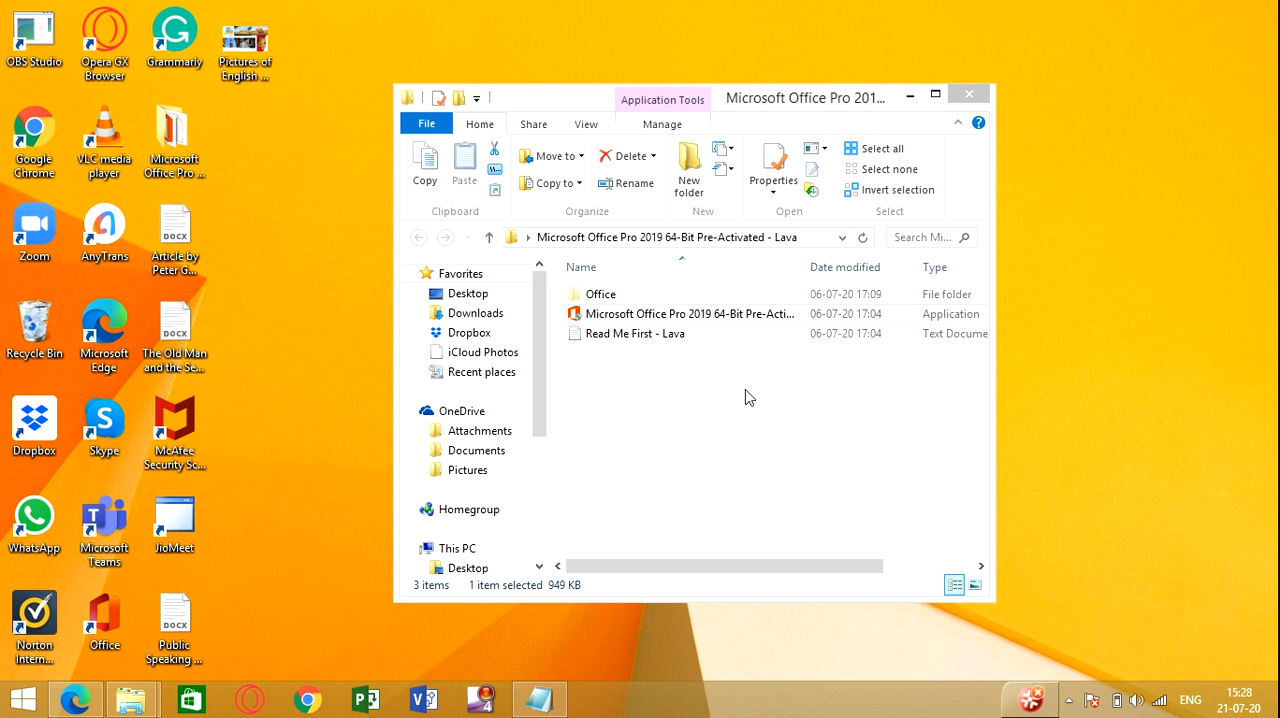 OBS Studio
Opera GX
Browser
Grammarly
Pictures of
English ...
Google
Chrome
VLC media
player
Microsoft
Office Pro ...
Zoom
AnyTrans
DOCX
Article by
Peter G...
Recycle Bin
Microsoft
Edge
DOCX
The Old Man
and the Se...
Dropbox
Skype
McAfee
Security Sc...
WhatsApp
Microsoft
Teams
JioMeet
Norton
Intern...
Office
DOCX
Public
Speaking ...
Application Tools
Microsoft Office Pro 201...
File
Home
Share
View
Manage
Copy
Paste
Clipboard
Move to
Copy to
Delete
Rename
Organize
New
folder
New
Properties
Open
Select all
Select none
Invert selection
Select
Microsoft Office Pro 2019 64-Bit Pre-Activated - Lava
Search Mi...
Favorites
Desktop
Downloads
Dropbox
iCloud Photos
Recent places
OneDrive
Attachments
Documents
Pictures
Homegroup
This PC
Desktop
Name
Date modified
Type
Office
06-07-20 17:09
File folder
Microsoft Office Pro 2019 64-Bit Pre-Acti...
06-07-20 17:04
Application
Read Me First - Lava
06-07-20 17:04
Text Docume
3 items
1 item selected 949 KB
4
ENG
15:28
21-07-20